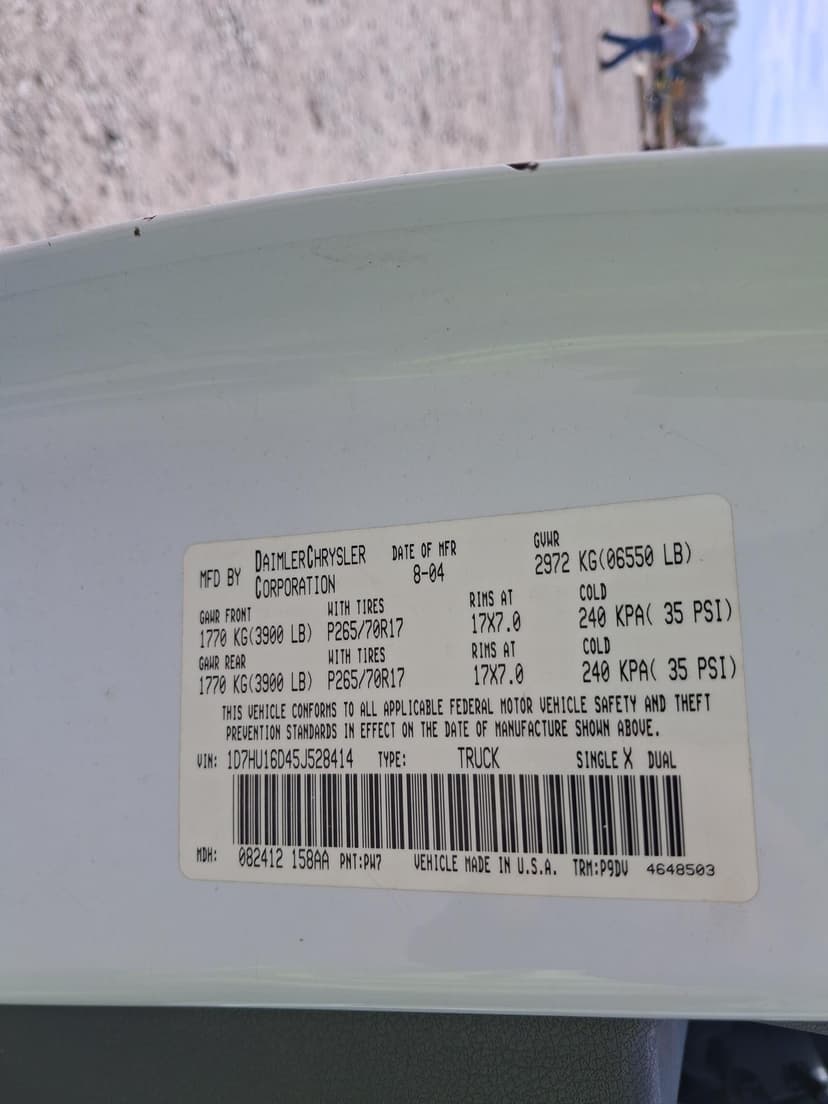 MFD BY DAIMLERCHRYSLER CORPORATION DATE OF MFR 8-04 GVWR 2972 KG(06550 LB)
GAWR FRONT WITH TIRES RIMS AT COLD
1770 KG(3900 LB) P265/70R17 17X7.0 240 KPA( 35 PSI)
GAWR REAR WITH TIRES RIMS AT COLD
1770 KG(3900 LB) P265/70R17 17X7.0 240 KPA( 35 PSI)
THIS VEHICLE CONFORMS TO ALL APPLICABLE FEDERAL MOTOR VEHICLE SAFETY AND THEFT
PREVENTION STANDARDS IN EFFECT ON THE DATE OF MANUFACTURE SHOWN ABOVE.
VIN: 1D7HU16D45J528414 TYPE: TRUCK SINGLE X DUAL
MDH: 082412 158AA PNT:PW7 VEHICLE MADE IN U.S.A. TRM:P9DV 4648503